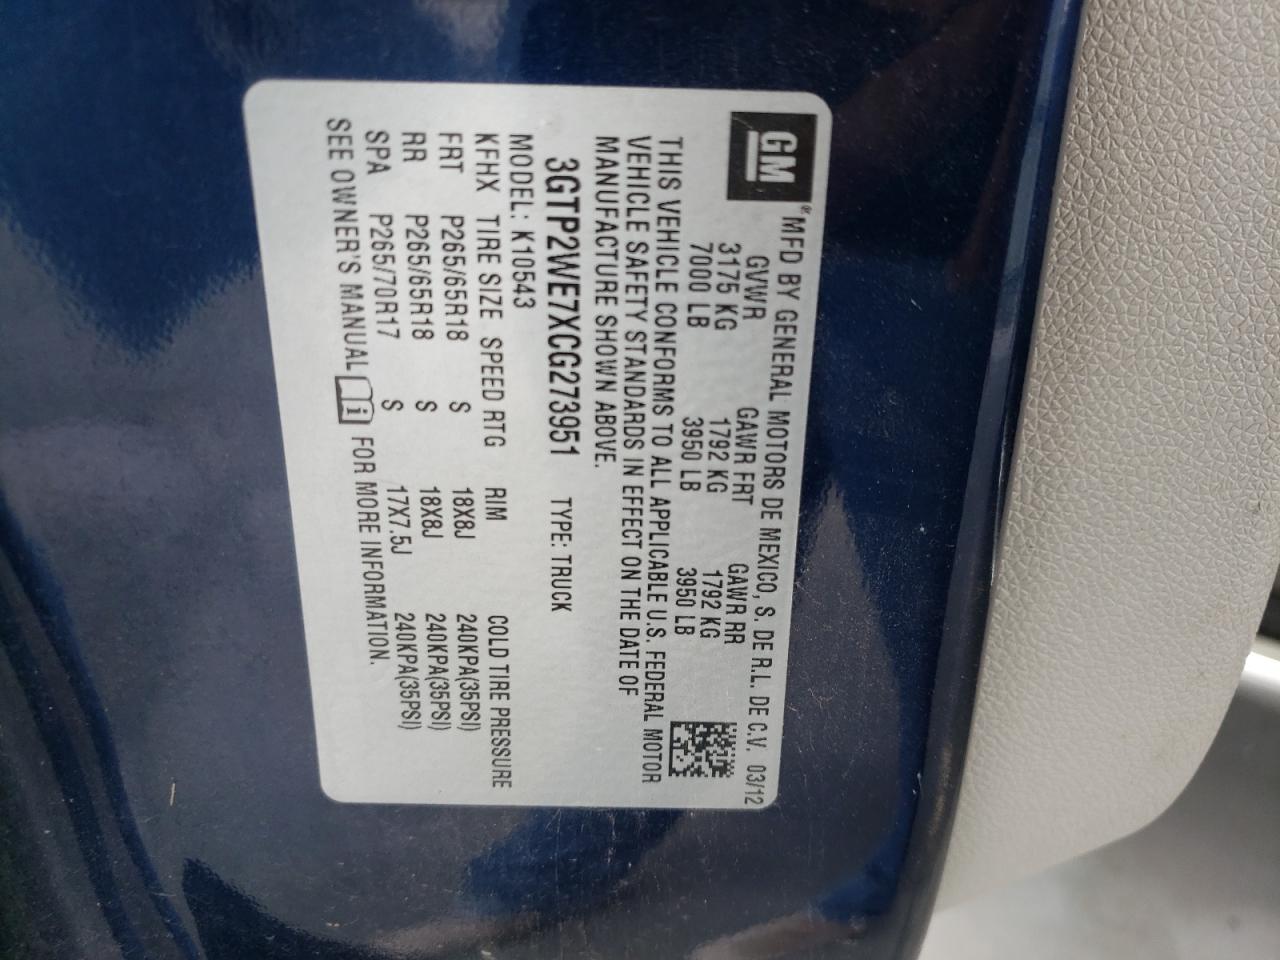 GM
® MFD BY GENERAL MOTORS DE MEXICO, S. DE R.L. DE C.V. 03/12
GVWR GAWR FRT GAWR RR
3175 KG 1792 KG 1792 KG
7000 LB 3950 LB 3950 LB
THIS VEHICLE CONFORMS TO ALL APPLICABLE U.S. FEDERAL MOTOR
VEHICLE SAFETY STANDARDS IN EFFECT ON THE DATE OF
MANUFACTURE SHOWN ABOVE.
3GTP2WE7XCG273951 TYPE: TRUCK
MODEL: K10543
KFHX TIRE SIZE SPEED RTG RIM COLD TIRE PRESSURE
FRT P265/65R18 S 18X8J 240KPA(35PSI)
RR P265/65R18 S 18X8J 240KPA(35PSI)
SPA P265/70R17 S 17X7.5J 240KPA(35PSI)
SEE OWNER'S MANUAL i FOR MORE INFORMATION.